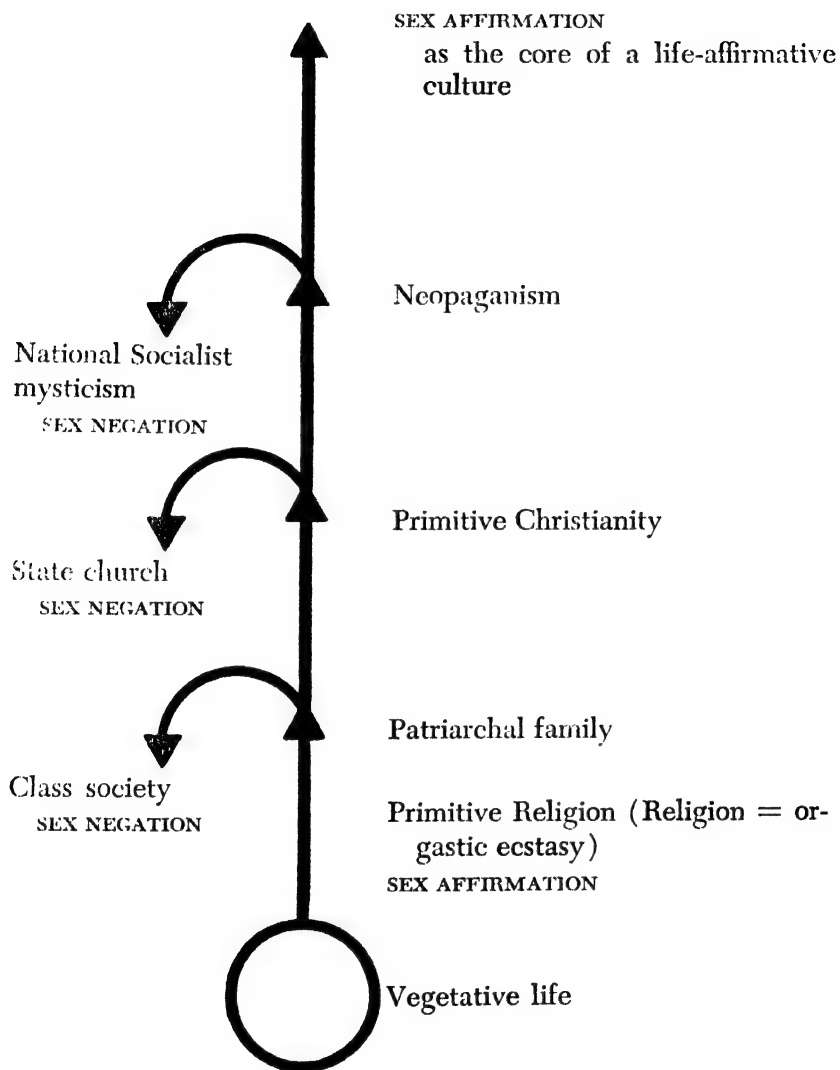 SEX AFFIRMATION
as the core of a life-affirmative
culture
Neopaganism
National Socialist
mysticism
SEX NEGATION
Primitive Christianity
State church
SEX NEGATION
Patriarchal family
Class society
SEX NEGATION
Primitive Religion (Religion = or-
gastic ecstasy)
SEX AFFIRMATION
Vegetative life